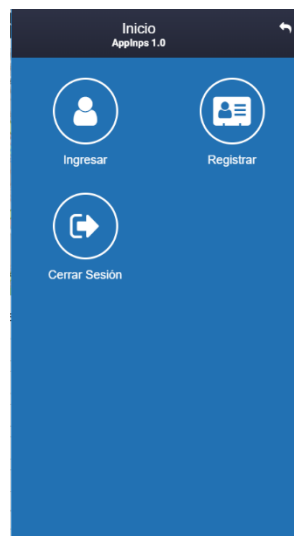 Inicio
AppInps 1.0
Ingresar
Registrar
Cerrar Sesión